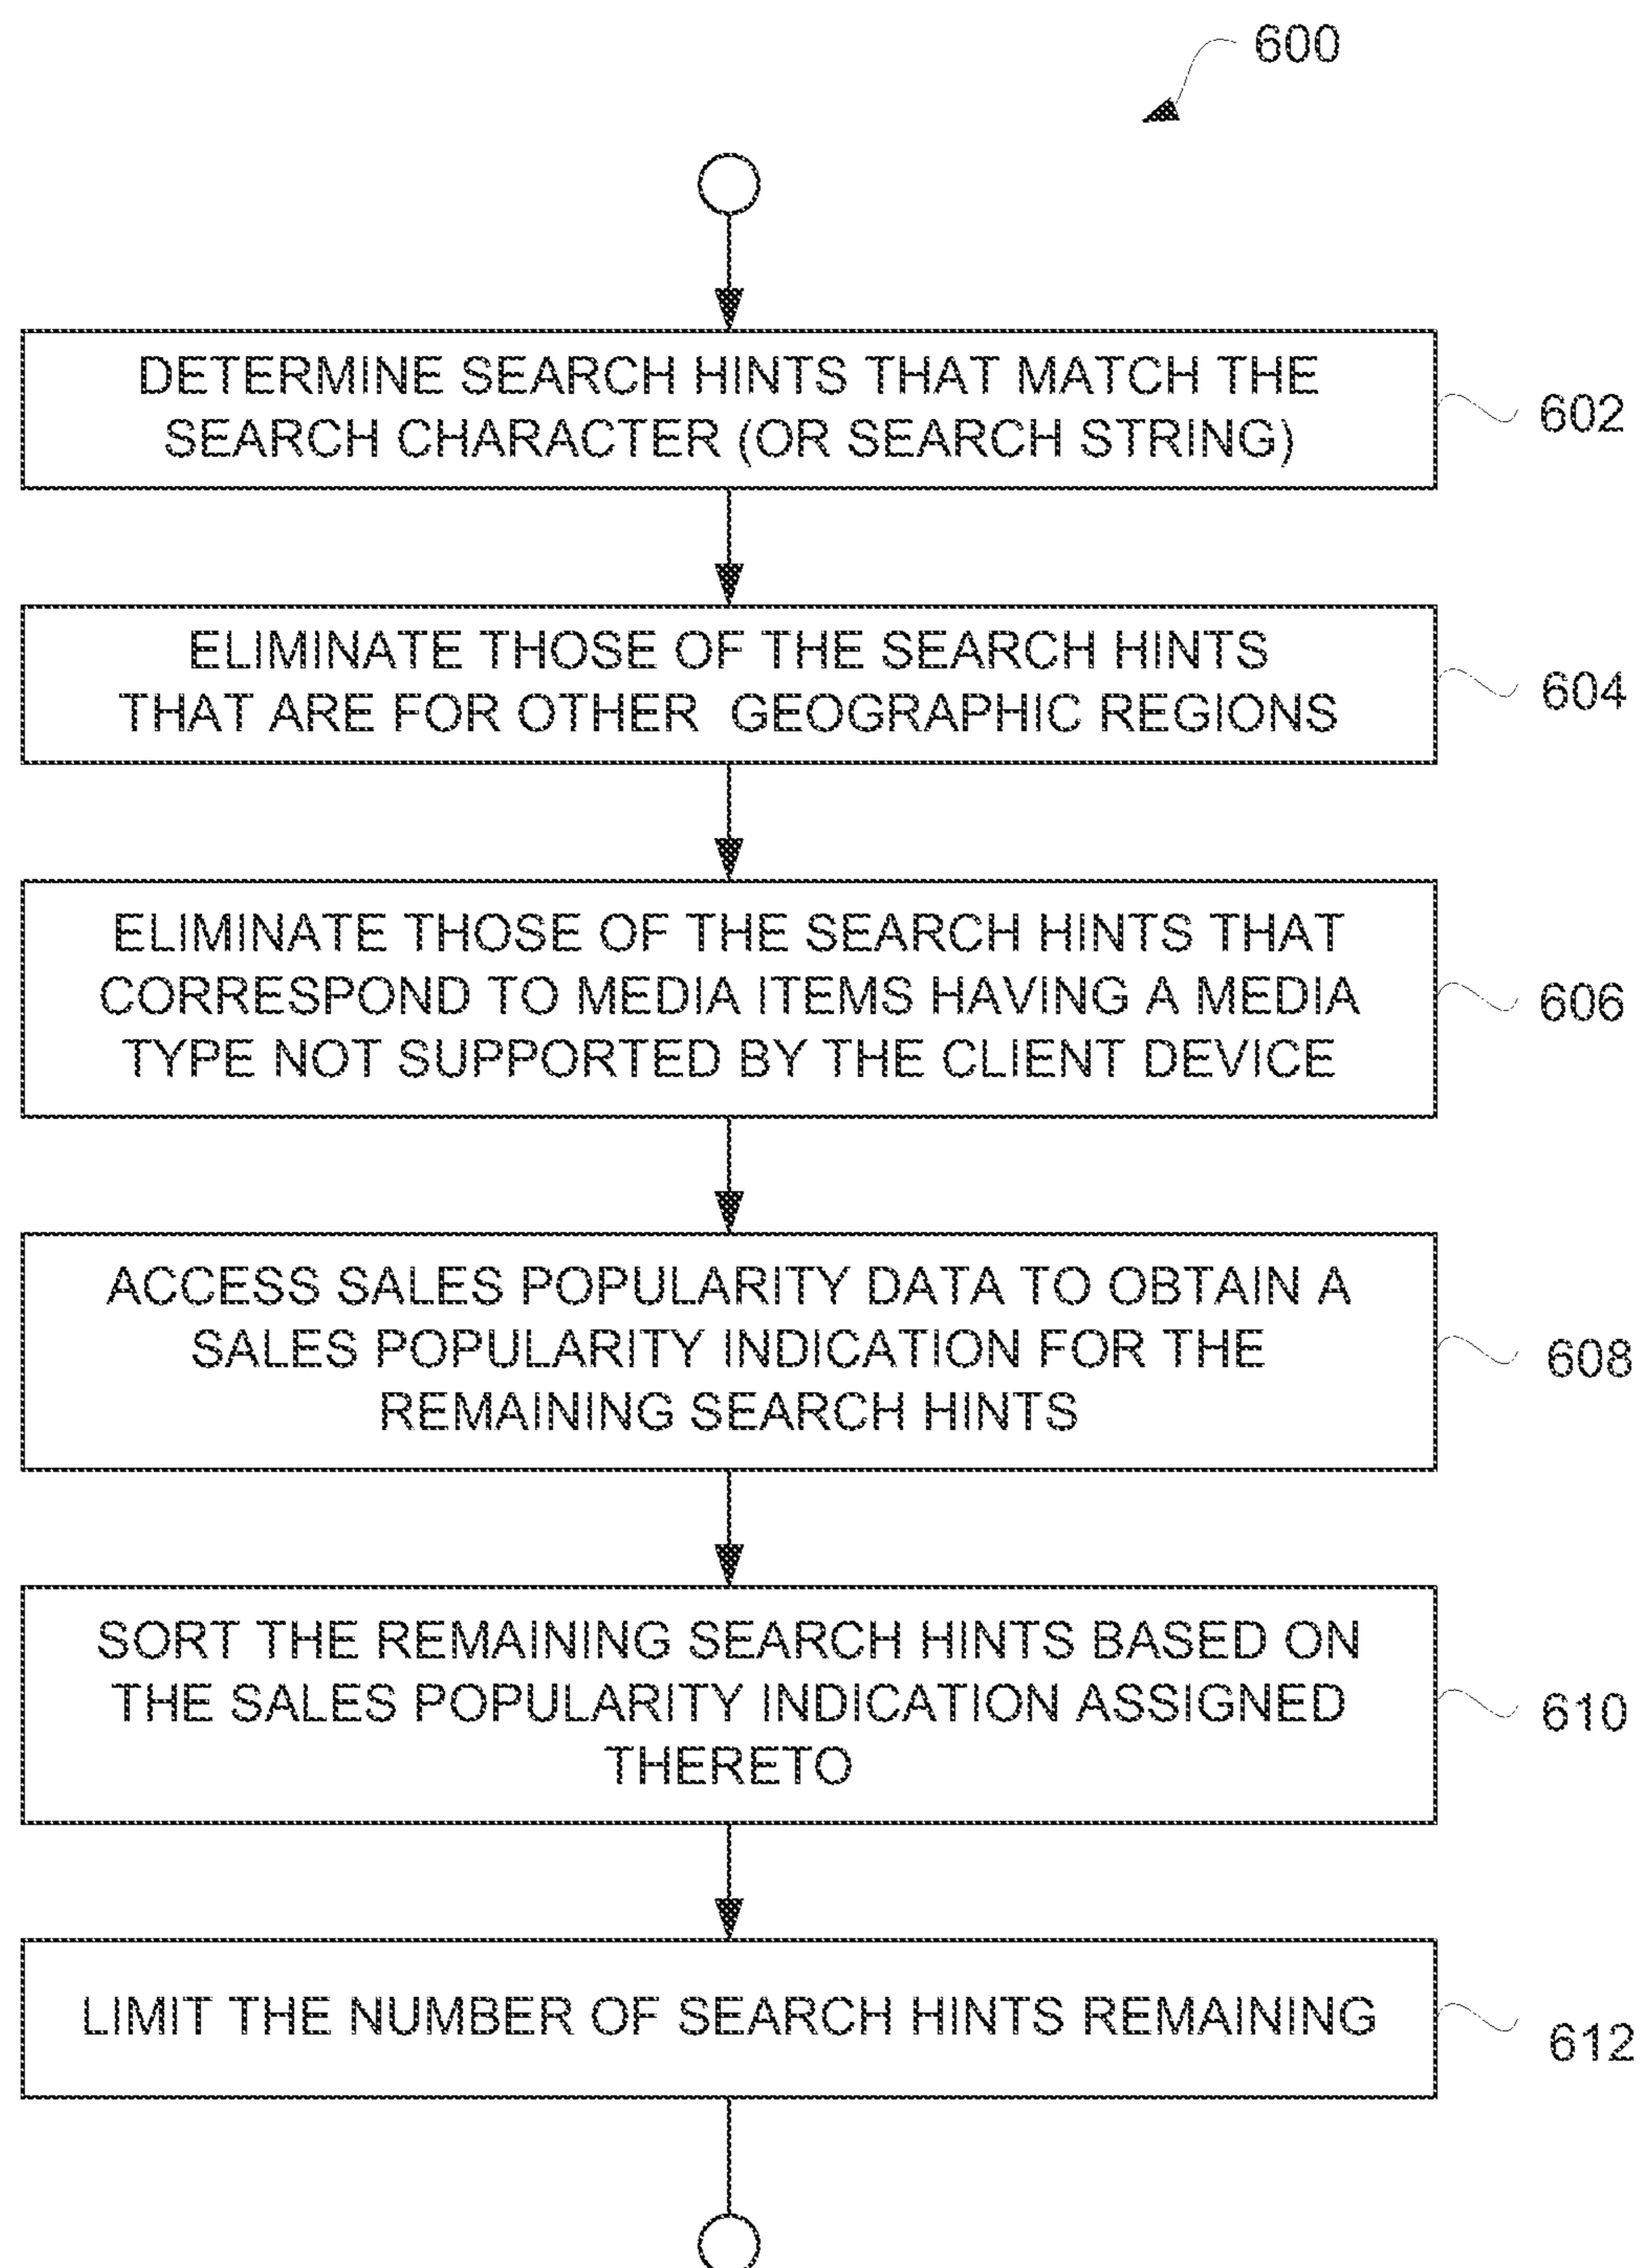 600
DETERMINE SEARCH HINTS THAT MATCH THE
SEARCH CHARACTER (OR SEARCH STRING)
602
ELIMINATE THOSE OF THE SEARCH HINTS
THAT ARE FOR OTHER GEOGRAPHIC REGIONS
604
ELIMINATE THOSE OF THE SEARCH HINTS THAT
CORRESPOND TO MEDIA ITEMS HAVING A MEDIA
TYPE NOT SUPPORTED BY THE CLIENT DEVICE
606
ACCESS SALES POPULARITY DATA TO OBTAIN A
SALES POPULARITY INDICATION FOR THE
REMAINING SEARCH HINTS
608
SORT THE REMAINING SEARCH HINTS BASED ON
THE SALES POPULARITY INDICATION ASSIGNED
THERETO
610
LIMIT THE NUMBER OF SEARCH HINTS REMAINING
612